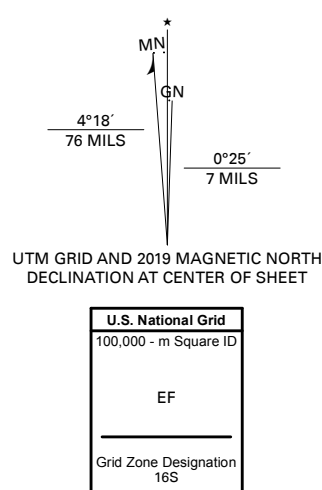 MN
GN
4°18´
76 MILS
0°25´
7 MILS
UTM GRID AND 2019 MAGNETIC NORTH
DECLINATION AT CENTER OF SHEET
U.S. National Grid
100,000 - m Square ID
EF
Grid Zone Designation
16S